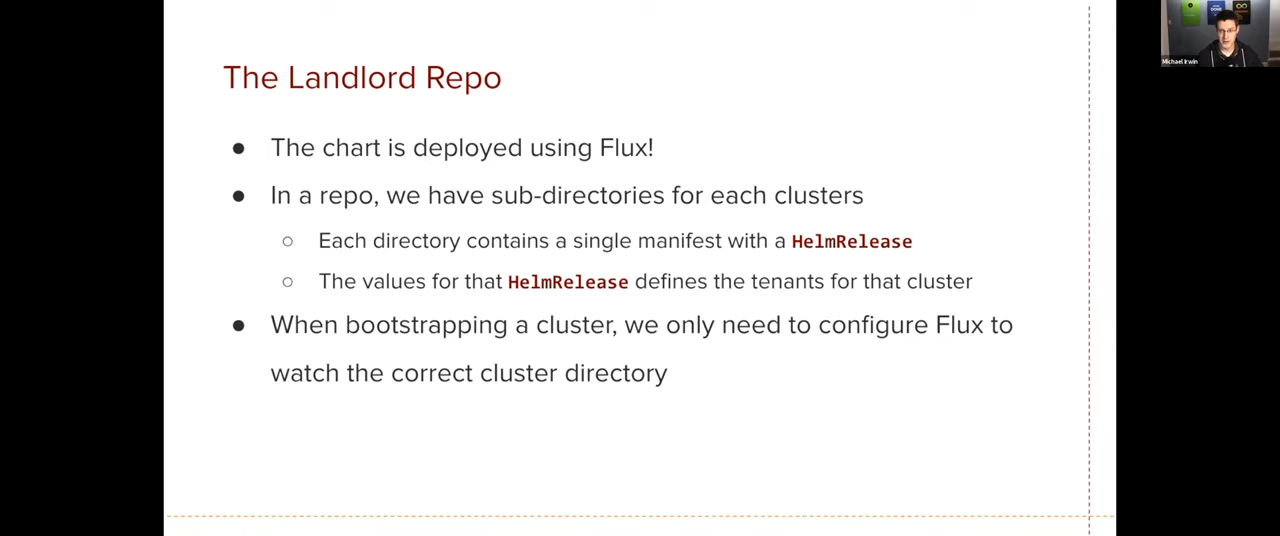 The Landlord Repo
● The chart is deployed using Flux!
● In a repo, we have sub-directories for each clusters
○ Each directory contains a single manifest with a HelmRelease
○ The values for that HelmRelease defines the tenants for that cluster
● When bootstrapping a cluster, we only need to configure Flux to
watch the correct cluster directory
Michael Irwin